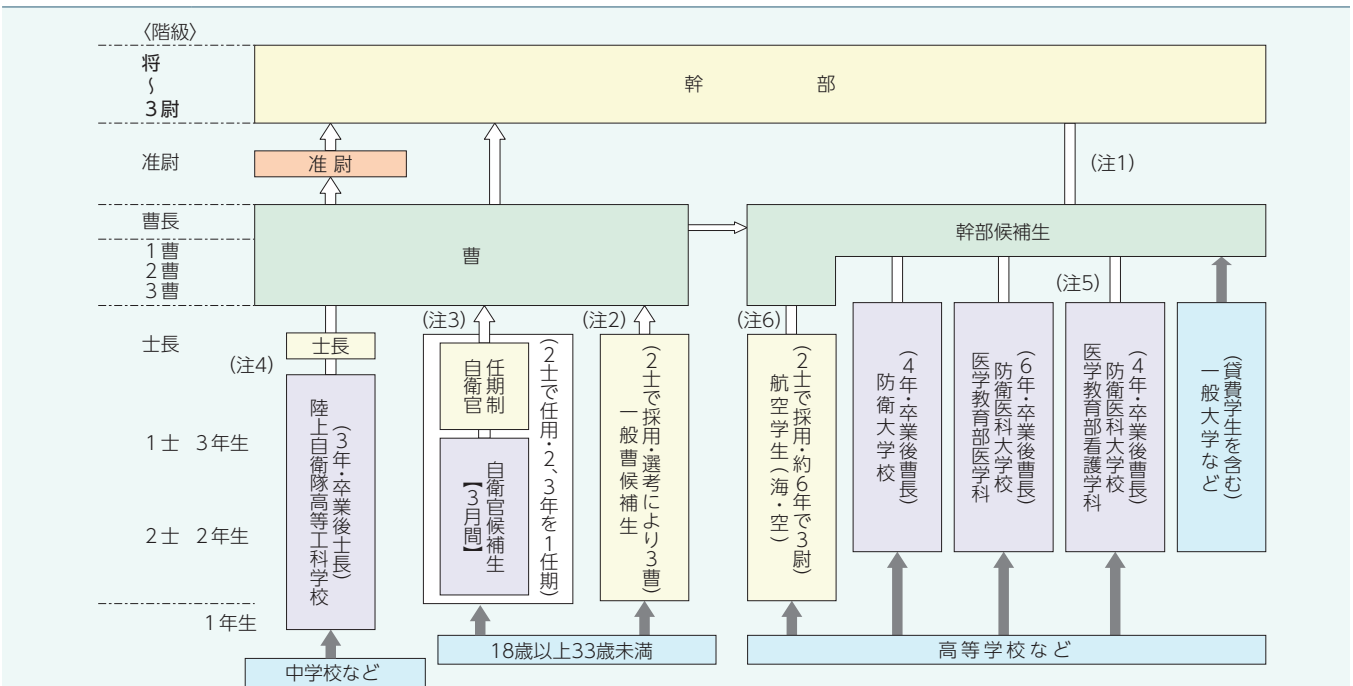 〈階級〉
将
～
3尉
幹部
准尉
准尉
(注1)
曹長
1曹
2曹
3曹
曹
幹部候補生
士長
士長
(注4)
(注3)
(注2)
(注6)
(注5)
1士 3年生
2士 2年生
1年生
(3年・卒業後士長)
陸上自衛隊高等工科学校
(2士で任用・2、3年を1任期)
任期制
自衛官
自衛官候補生
【3月間】
(2士で採用・選考により3曹)
一般曹候補生
(2士で採用・約6年で3尉)
航空学生(海・空)
(4年・卒業後曹長)
防衛大学校
(6年・卒業後曹長)
防衛医科大学校
医学教育部医学科
(4年・卒業後曹長)
防衛医科大学校
医学教育部看護学科
(貸費学生を含む)
一般大学など
中学校など
18歳以上33歳未満
高等学校など